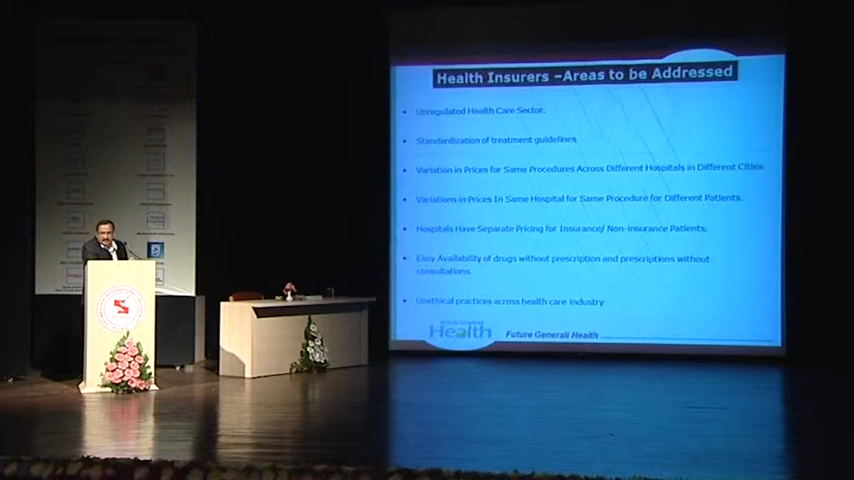 Health Insurers –Areas to be Addressed
Unregulated Health Care Sector.
Standardization of treatment guidelines
Variation in Prices for Same Procedures Across Different Hospitals in Different Cities
Variations in Prices In Same Hospital for Same Procedure for Different Patients.
Hospitals Have Separate Pricing for Insurance/ Non-insurance Patients.
Easy Availability of drugs without prescription and prescriptions without
consultations.
Unethical practices across health care industry
Health
Future Generali Health